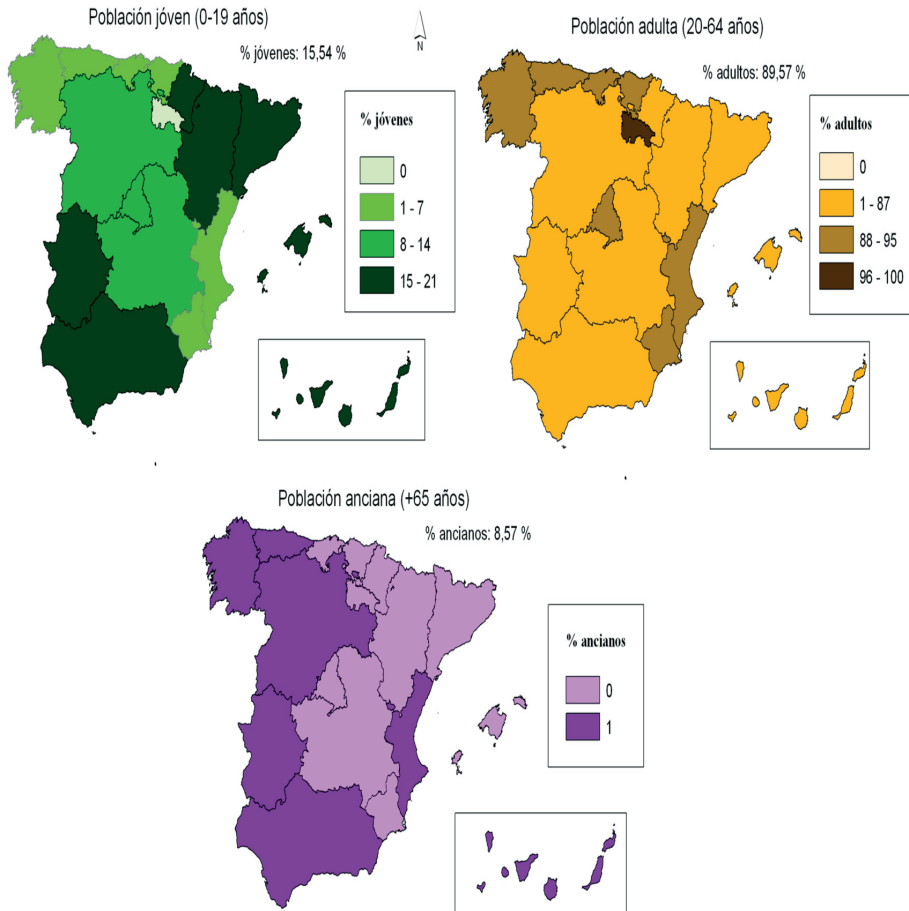 Población jóven (0-19 años)
% jóvenes: 15,54 %
N
% jóvenes
0
1 - 7
8 - 14
15 - 21
Población adulta (20-64 años)
% adultos: 89,57 %
% adultos
0
1 - 87
88 - 95
96 - 100
Población anciana (+65 años)
% ancianos: 8,57 %
% ancianos
0
1